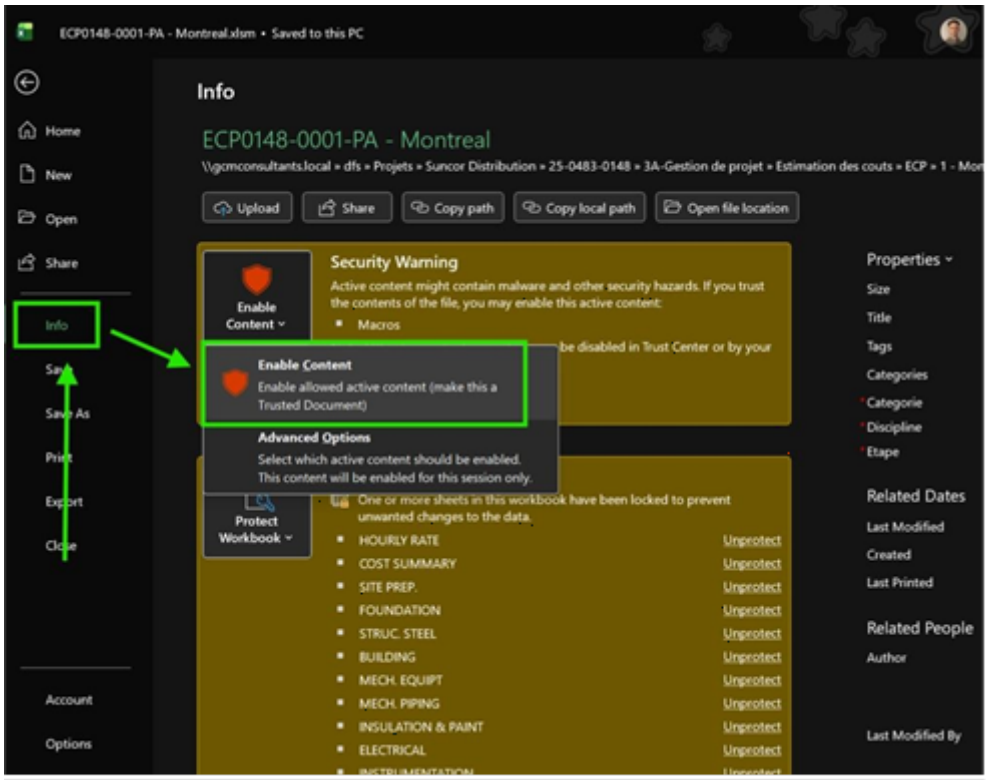 ECP0148-0001-PA - Montreal.xlsm • Saved to this PC
Info
Home
New
Open
Share
Info
Save
Save As
Print
Export
Close
Account
Options
ECP0148-0001-PA - Montreal
\\gcmconsultants.local » dfs » Projets » Suncor Distribution » 25-0483-0148 » 3A-Gestion de projet » Estimation des couts » ECP » 1 - Mon
Upload
Share
Copy path
Copy local path
Open file location
Enable
Content
Security Warning
Active content might contain malware and other security hazards. If you trust
the contents of the file, you may enable this active content:
Macros
be disabled in Trust Center or by your
Enable Content
Enable allowed active content (make this a
Trusted Document)
Advanced Options
Select which active content should be enabled.
This content will be enabled for this session only.
Protect
Workbook
One or more sheets in this workbook have been locked to prevent
unwanted changes to the data.
HOURLY RATE Unprotect
COST SUMMARY Unprotect
SITE PREP. Unprotect
FOUNDATION Unprotect
STRUC. STEEL Unprotect
BUILDING Unprotect
MECH. EQUIPT Unprotect
MECH. PIPING Unprotect
INSULATION & PAINT Unprotect
ELECTRICAL Unprotect
INSTRUMENTATION Unprotect
Properties
Size
Title
Tags
Categories
*Categorie
*Discipline
*Etape
Related Dates
Last Modified
Created
Last Printed
Related People
Author
Last Modified By